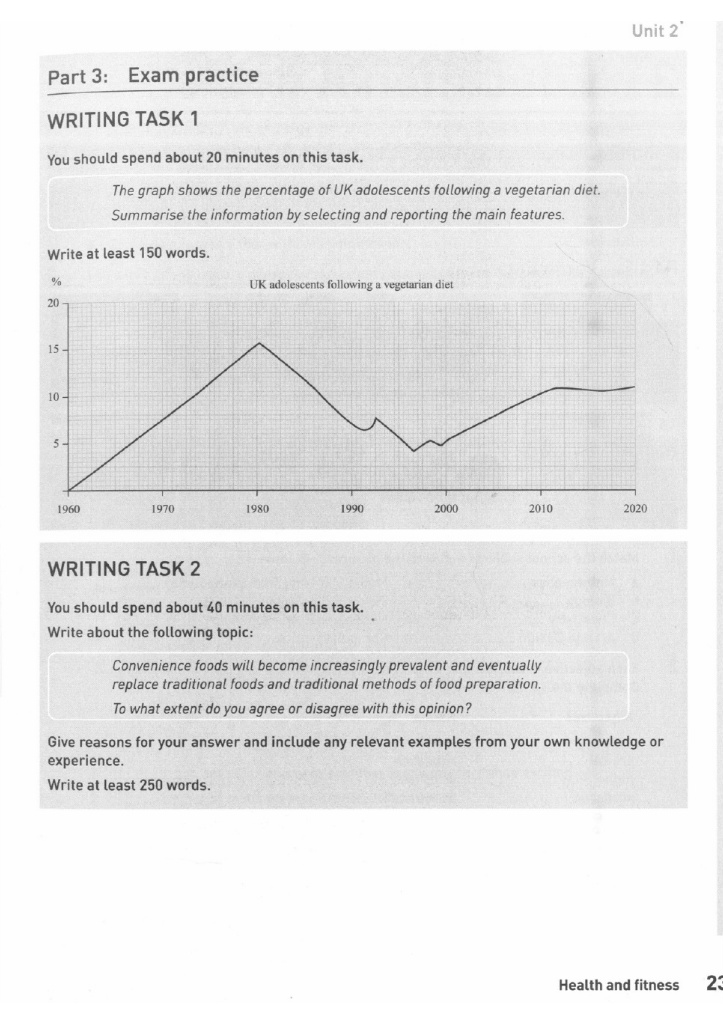 Unit 2
Part 3: Exam practice
WRITING TASK 1
You should spend about 20 minutes on this task.
The graph shows the percentage of UK adolescents following a vegetarian diet.
Summarise the information by selecting and reporting the main features.
Write at least 150 words.
%
UK adolescents following a vegetarian diet
20
15
10
5
1960 1970 1980 1990 2000 2010 2020
WRITING TASK 2
You should spend about 40 minutes on this task.
Write about the following topic:
Convenience foods will become increasingly prevalent and eventually
replace traditional foods and traditional methods of food preparation.
To what extent do you agree or disagree with this opinion?
Give reasons for your answer and include any relevant examples from your own knowledge or
experience.
Write at least 250 words.
Health and fitness